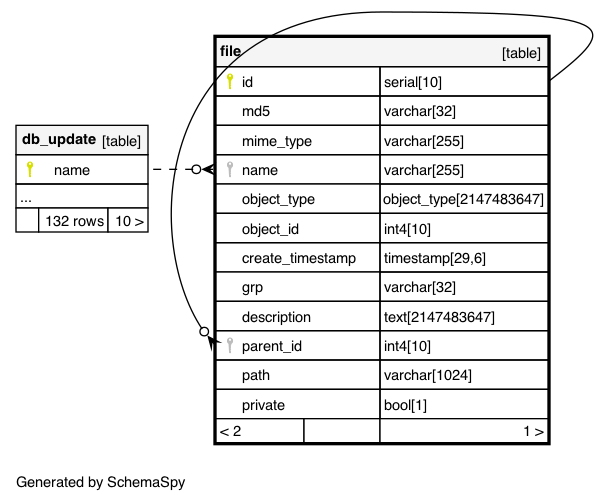 file [table]
id serial[10]
md5 varchar[32]
mime_type varchar[255]
name varchar[255]
object_type object_type[2147483647]
object_id int4[10]
create_timestamp timestamp[29,6]
grp varchar[32]
description text[2147483647]
parent_id int4[10]
path varchar[1024]
private bool[1]
< 2 1 >
db_update [table]
name
...
132 rows 10 >
Generated by SchemaSpy